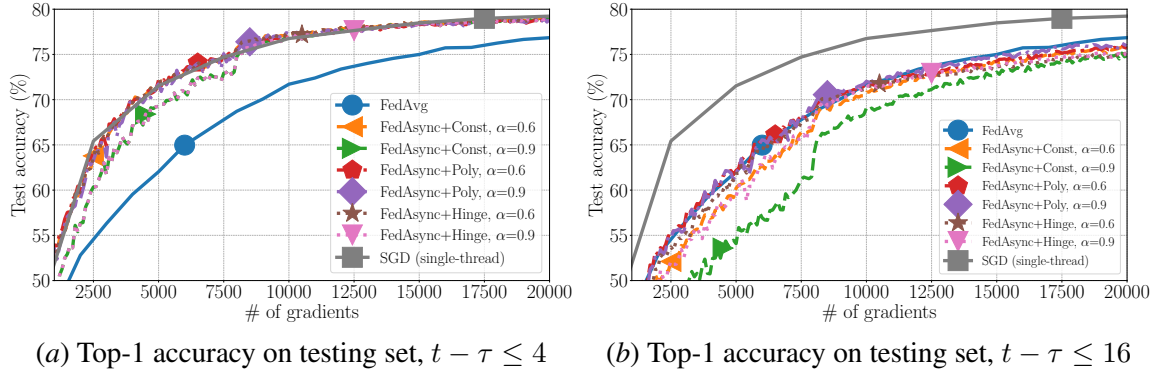 80
75
70
65
60
55
50
Test accuracy (%)
2500 5000 7500 10000 12500 15000 17500 20000
# of gradients
FedAvg
FedAsync+Const, α=0.6
FedAsync+Const, α=0.9
FedAsync+Poly, α=0.6
FedAsync+Poly, α=0.9
FedAsync+Hinge, α=0.6
FedAsync+Hinge, α=0.9
SGD (single-thread)
(a) Top-1 accuracy on testing set, t − τ ≤ 4
80
75
70
65
60
55
50
Test accuracy (%)
2500 5000 7500 10000 12500 15000 17500 20000
# of gradients
FedAvg
FedAsync+Const, α=0.6
FedAsync+Const, α=0.9
FedAsync+Poly, α=0.6
FedAsync+Poly, α=0.9
FedAsync+Hinge, α=0.6
FedAsync+Hinge, α=0.9
SGD (single-thread)
(b) Top-1 accuracy on testing set, t − τ ≤ 16